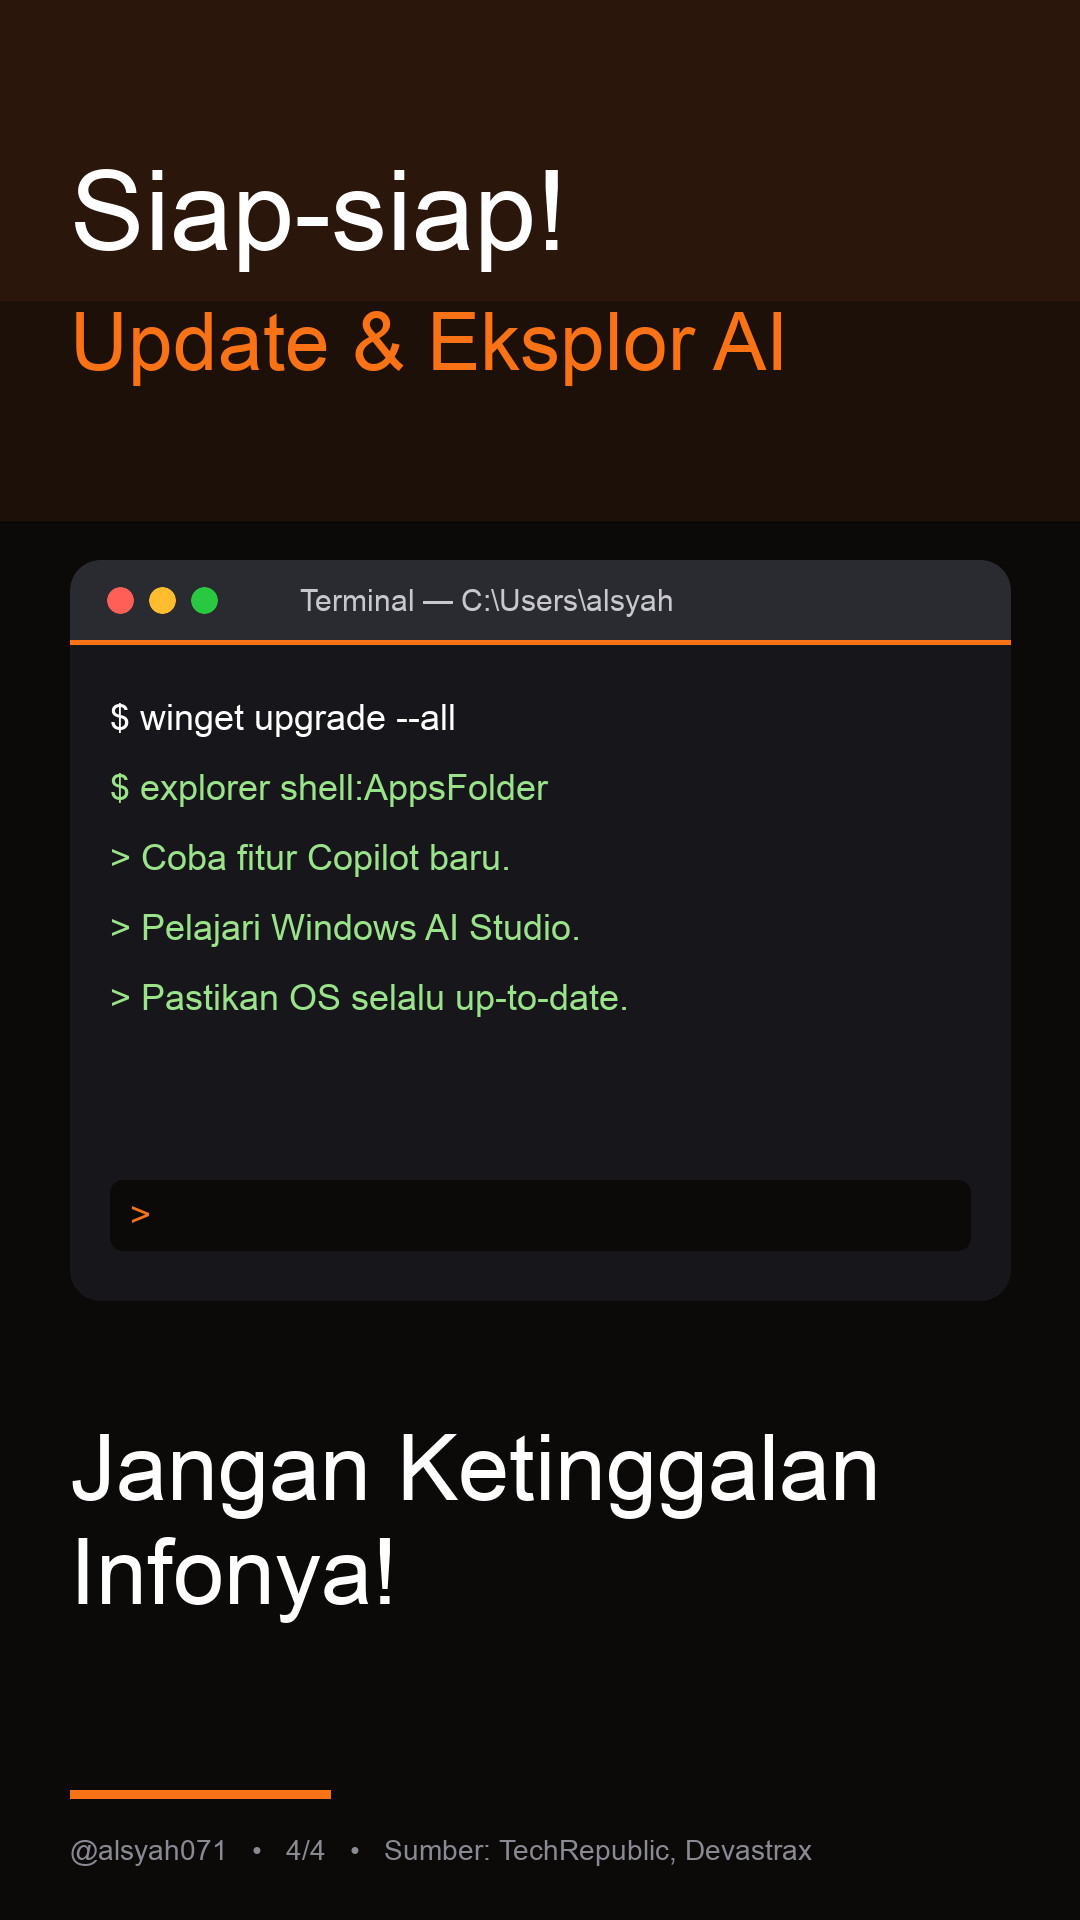 Siap-siap!
Update & Eksplor AI
Terminal — C:\Users\alsyah
$ winget upgrade --all
$ explorer shell:AppsFolder
> Coba fitur Copilot baru.
> Pelajari Windows AI Studio.
> Pastikan OS selalu up-to-date.
>
Jangan Ketinggalan
Infonya!
@alsyah071 • 4/4 • Sumber: TechRepublic, Devastrax